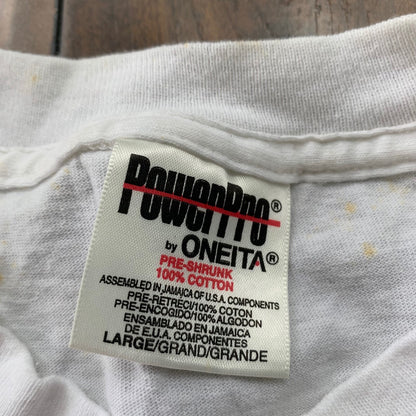 PowerPro®
by ONEITA®
PRE-SHRUNK
100% COTTON
ASSEMBLED IN JAMAICA OF U.S.A. COMPONENTS
PRE-RETRECI/100% COTON
PRE-ENCOGIDO/100% ALGODON
ENSAMBLADO EN JAMAICA
DE E.U.A. COMPONENTES
LARGE/GRAND/GRANDE